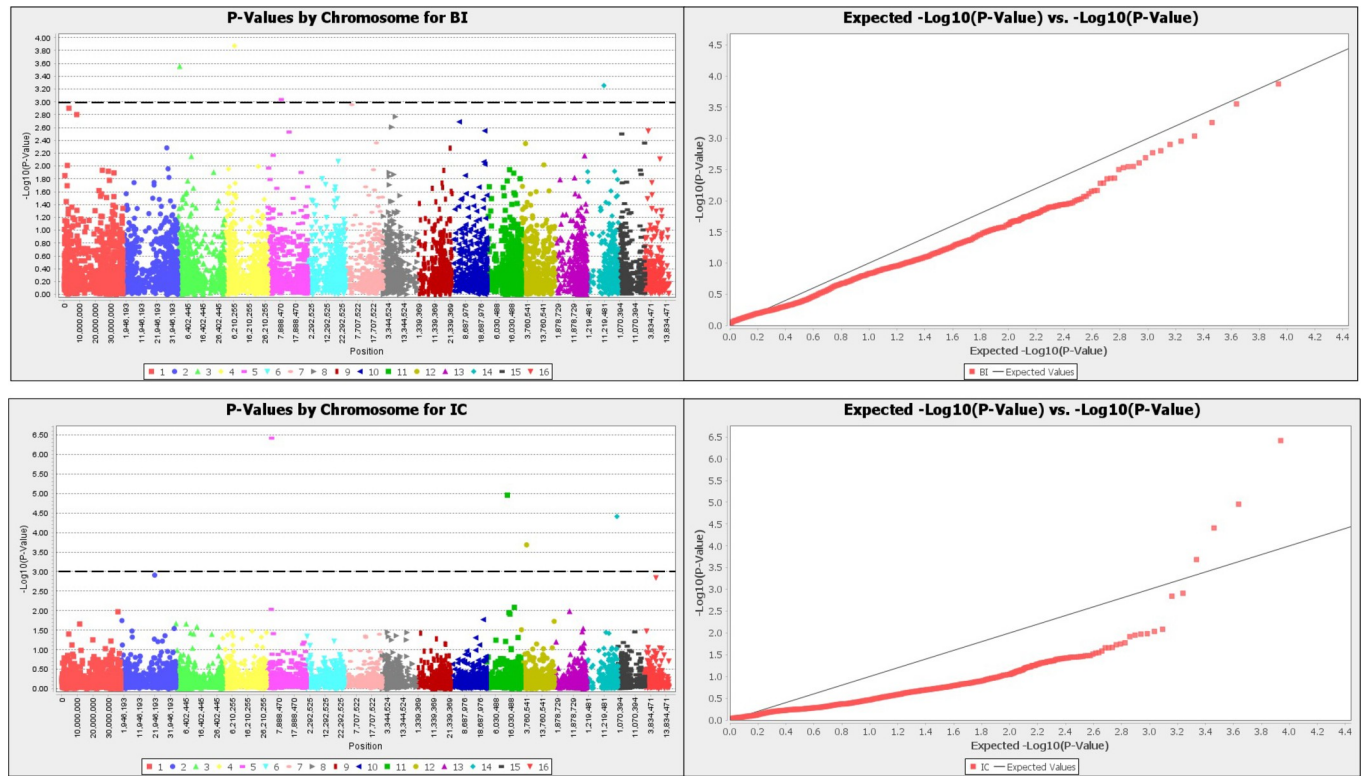 P-Values by Chromosome for BI
4.00
3.80
3.60
3.40
3.20
3.00
2.80
2.60
2.40
2.20
2.00
1.80
1.60
1.40
1.20
1.00
0.80
0.60
0.40
0.20
0.00
-Log10(P-Value)
0 10,000,000 20,000,000 30,000,000 1,946,193 11,946,193 21,946,193 31,946,193 6,402,445 16,402,445 26,402,445 6,210,255 16,210,255 26,210,255 7,888,470 17,888,470 2,292,525 12,292,525 22,292,525 7,707,522 17,707,522 3,344,524 13,344,524 1,339,369 11,339,369 21,339,369 8,687,976 18,687,976 6,030,488 16,030,488 3,760,541 13,760,541 1,878,729 11,878,729 1,219,481 11,219,481 1,070,394 11,070,394 3,834,471 13,834,471
Position
1 2 3 4 5 6 7 8 9 10 11 12 13 14 15 16
Expected -Log10(P-Value) vs. -Log10(P-Value)
4.5
4.0
3.5
3.0
2.5
2.0
1.5
1.0
0.5
0.0
-Log10(P-Value)
0.0 0.2 0.4 0.6 0.8 1.0 1.2 1.4 1.6 1.8 2.0 2.2 2.4 2.6 2.8 3.0 3.2 3.4 3.6 3.8 4.0 4.2 4.4
Expected -Log10(P-Value)
BI Expected Values
P-Values by Chromosome for IC
6.50
6.00
5.50
5.00
4.50
4.00
3.50
3.00
2.50
2.00
1.50
1.00
0.50
0.00
-Log10(P-Value)
0 10,000,000 20,000,000 30,000,000 1,946,193 11,946,193 21,946,193 31,946,193 6,402,445 16,402,445 26,402,445 6,210,255 16,210,255 26,210,255 7,888,470 17,888,470 2,292,525 12,292,525 22,292,525 7,707,522 17,707,522 3,344,524 13,344,524 1,339,369 11,339,369 21,339,369 8,687,976 18,687,976 6,030,488 16,030,488 3,760,541 13,760,541 1,878,729 11,878,729 1,219,481 11,219,481 1,070,394 11,070,394 3,834,471 13,834,471
Position
1 2 3 4 5 6 7 8 9 10 11 12 13 14 15 16
Expected -Log10(P-Value) vs. -Log10(P-Value)
6.5
6.0
5.5
5.0
4.5
4.0
3.5
3.0
2.5
2.0
1.5
1.0
0.5
0.0
-Log10(P-Value)
0.0 0.2 0.4 0.6 0.8 1.0 1.2 1.4 1.6 1.8 2.0 2.2 2.4 2.6 2.8 3.0 3.2 3.4 3.6 3.8 4.0 4.2 4.4
Expected -Log10(P-Value)
IC Expected Values